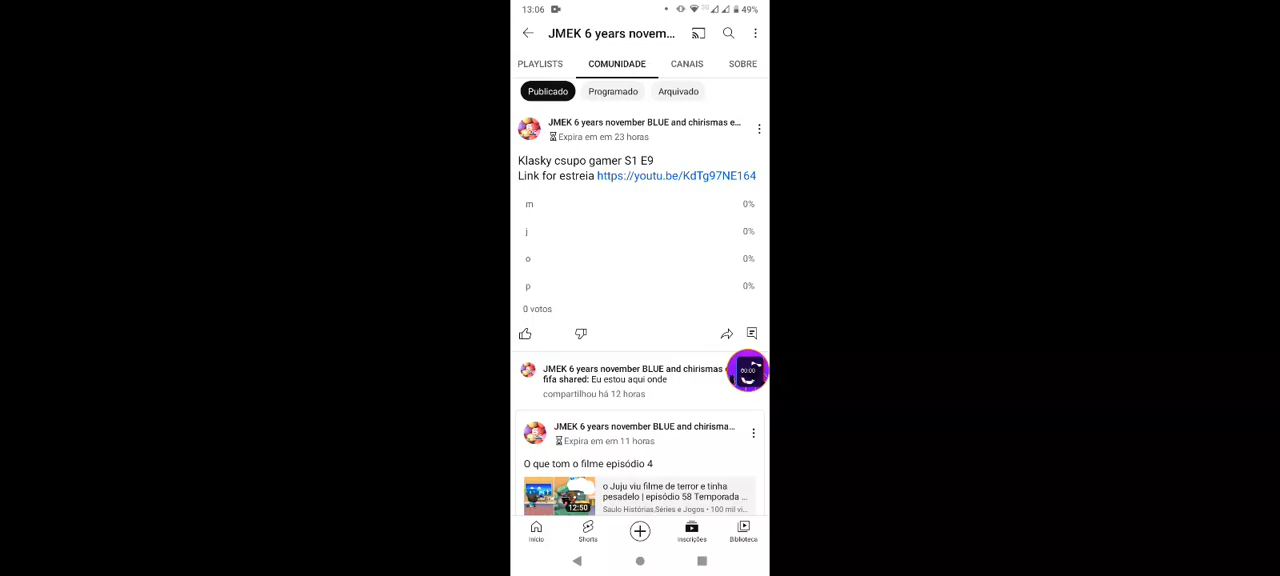 13:06
49%
JMEK 6 years novem...
PLAYLISTS COMUNIDADE CANAIS SOBRE
Publicado Programado Arquivado
JMEK 6 years november BLUE and chirismas e...
Expira em em 23 horas
Klasky csupo gamer S1 E9
Link for estreia https://youtu.be/KdTg97NE164
m 0%
j 0%
o 0%
p 0%
0 votos
JMEK 6 years november BLUE and chirismas
fifa shared: Eu estou aqui onde
00:00
compartilhou há 12 horas
JMEK 6 years november BLUE and chirisma...
Expira em em 11 horas
O que tom o filme episódio 4
o Juju viu filme de terror e tinha
pesadelo | episódio 58 Temporada ...
12:50
Saulo Histórias.Séries e Jogos • 100 mil vi...
Início Shorts Inscrições Biblioteca